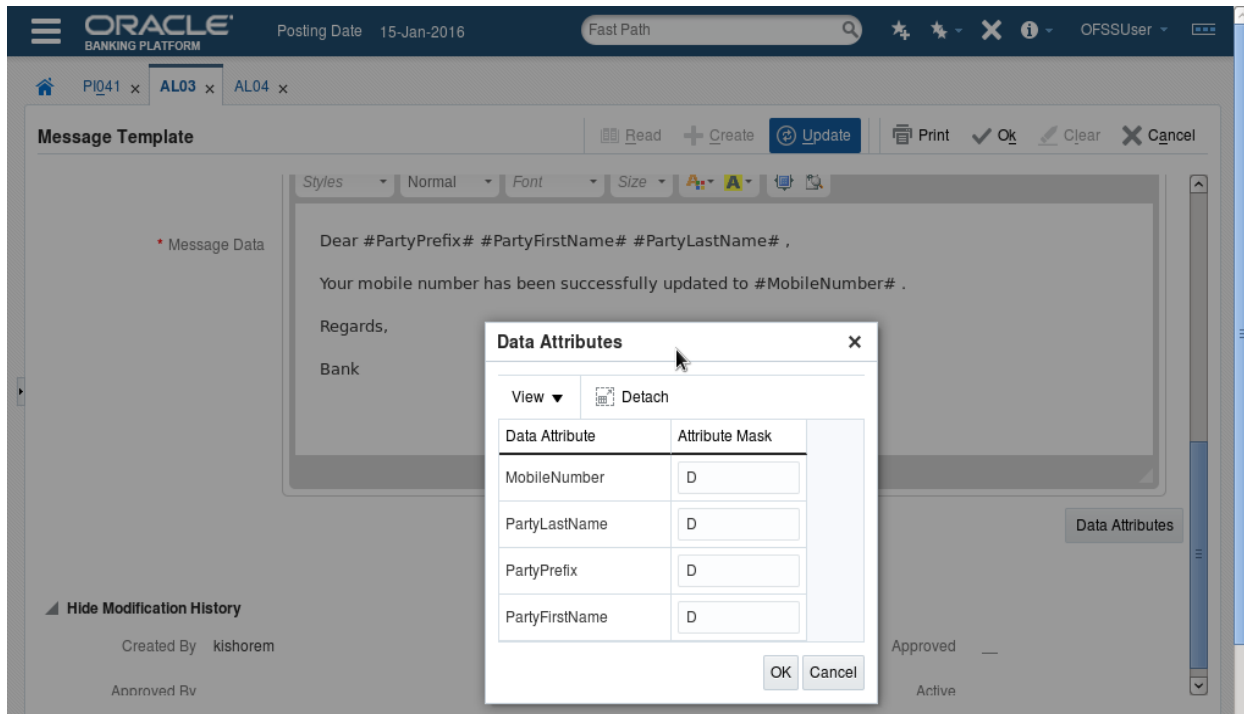 ORACLE
BANKING PLATFORM
Posting Date 15-Jan-2016
Fast Path
OFSSUser
PI041 x AL03 x AL04 x
Message Template
Read Create Update Print Ok Clear Cancel
Styles Normal Font Size A A
* Message Data
Dear #PartyPrefix# #PartyFirstName# #PartyLastName# ,
Your mobile number has been successfully updated to #MobileNumber# .
Regards,
Bank
Data Attributes
View Detach
Data Attribute Attribute Mask
MobileNumber D
PartyLastName D
PartyPrefix D
PartyFirstName D
OK Cancel
Data Attributes
Hide Modification History
Created By kishorem
Approved __
Approved By
Active